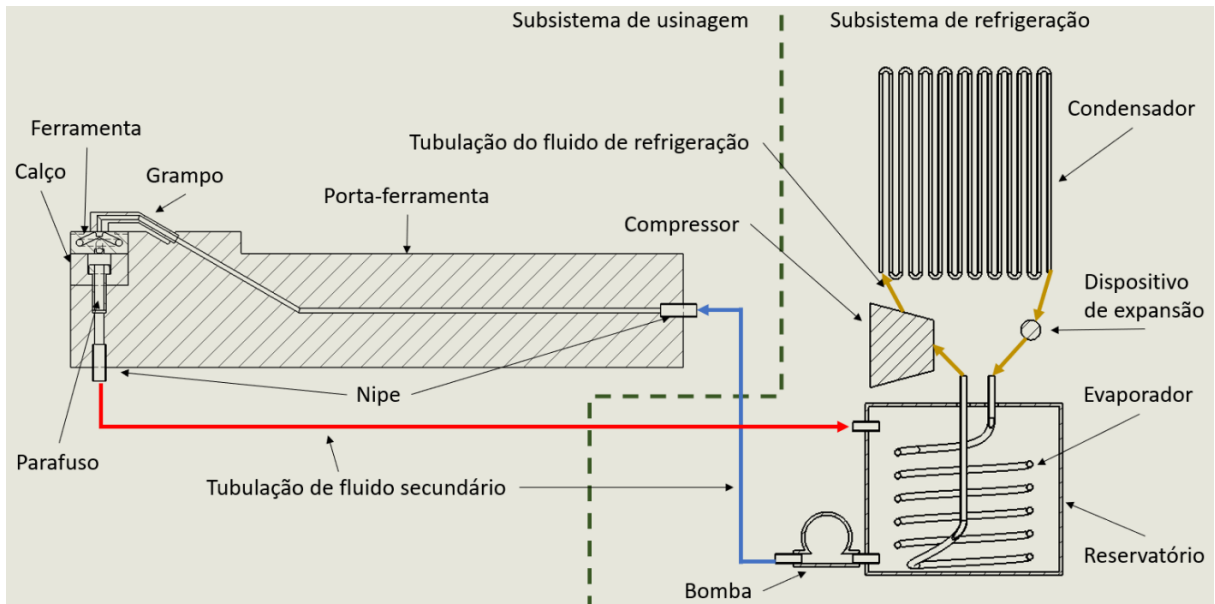 Subsistema de usinagem
Subsistema de refrigeração
Ferramenta
Calço
Grampo
Porta-ferramenta
Tubulação do fluido de refrigeração
Condensador
Compressor
Dispositivo
de expansão
Nipe
Evaporador
Parafuso
Tubulação de fluido secundário
Reservatório
Bomba